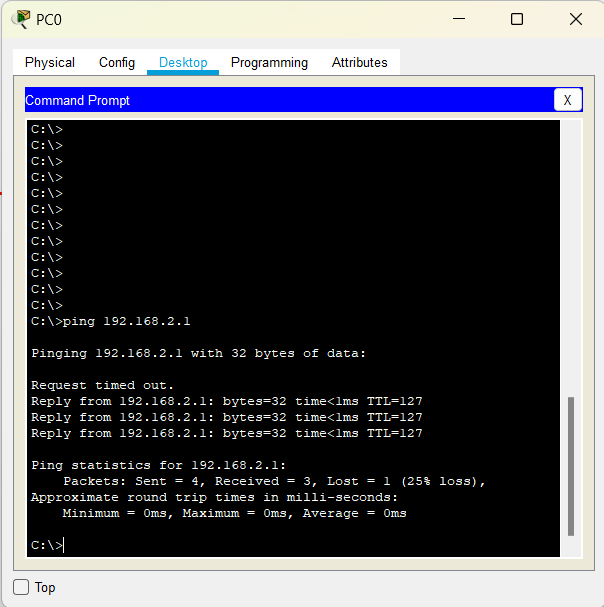 PC0
Physical Config Desktop Programming Attributes
Command Prompt X
C:\>
C:\>
C:\>
C:\>
C:\>
C:\>
C:\>
C:\>
C:\>
C:\>
C:\>
C:\>
C:\>ping 192.168.2.1
Pinging 192.168.2.1 with 32 bytes of data:
Request timed out.
Reply from 192.168.2.1: bytes=32 time<1ms TTL=127
Reply from 192.168.2.1: bytes=32 time<1ms TTL=127
Reply from 192.168.2.1: bytes=32 time<1ms TTL=127
Ping statistics for 192.168.2.1:
Packets: Sent = 4, Received = 3, Lost = 1 (25% loss),
Approximate round trip times in milli-seconds:
Minimum = 0ms, Maximum = 0ms, Average = 0ms
C:\>
Top